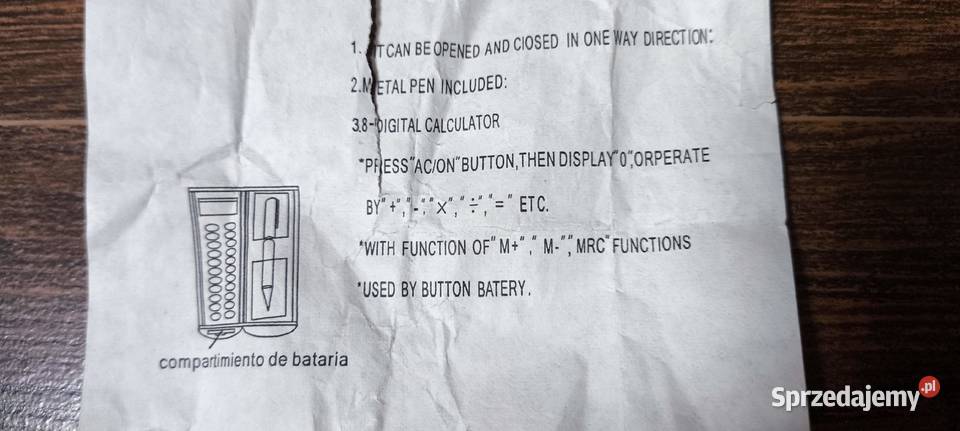 1. IT CAN BE OPENED AND ClOSED IN ONE WAY DIRECTION:
2.METAL PEN INCLUDED:
3.8-DIGITAL CALCULATOR
*PRESS"AC/ON"BUTTON,THEN DISPLAY"0",ORPERATE
BY"+","-","×","÷","=" ETC.
*WITH FUNCTION OF"M+","M-","MRC"FUNCTIONS
*USED BY BUTTON BATERY.
compartimiento de bataria
Sprzedajemy.pl